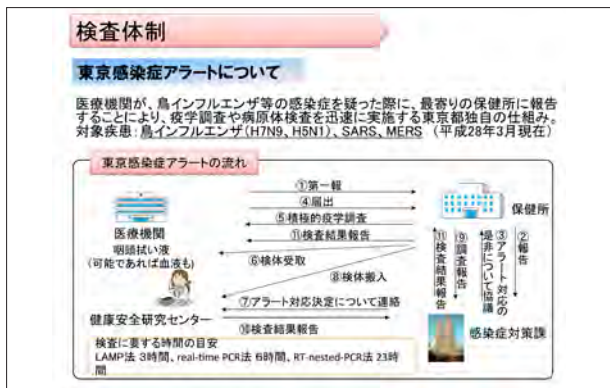 検査体制
東京感染症アラートについて
医療機関が、鳥インフルエンザ等の感染症を疑った際に、最寄りの保健所に報告
することにより、疫学調査や病原体検査を迅速に実施する東京都独自の仕組み。
対象疾患：鳥インフルエンザ（H7N9、H5N1）、SARS、MERS （平成28年3月現在）
東京感染症アラートの流れ
①第一報
④届出
⑤積極的疫学調査
⑪検査結果報告
医療機関
咽頭拭い液
（可能であれば血液も）
保健所
⑥検体受取
⑧検体搬入
⑦アラート対応決定について連絡
⑩検査結果報告
健康安全研究センター
②報告
③アラート対応の
是非について協議
⑨調査報告
⑪検査結果報告
感染症対策課
検査に要する時間の目安
LAMP法 3時間、real-time PCR法 6時間、RT-nested-PCR法 23時
間